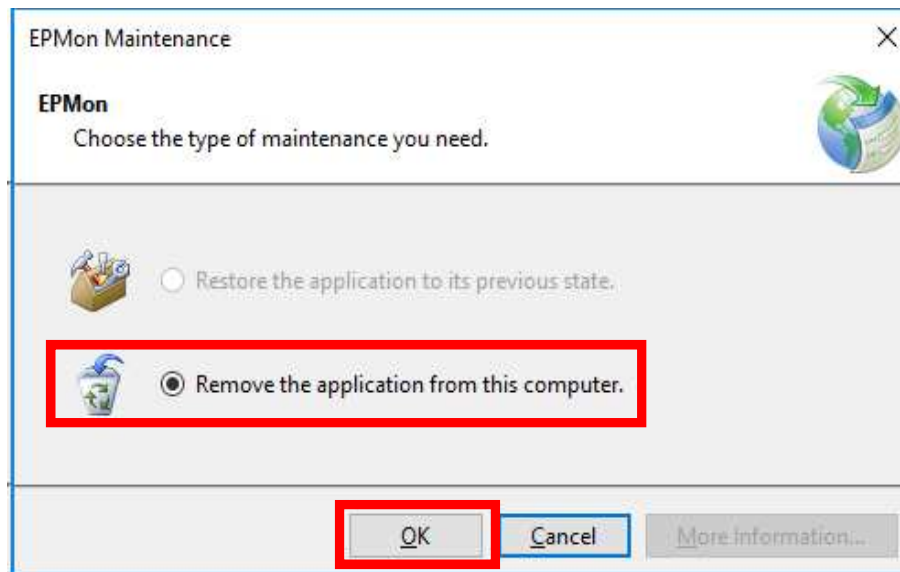 EPMon Maintenance
EPMon
Choose the type of maintenance you need.
Restore the application to its previous state.
Remove the application from this computer.
OK Cancel More Information...